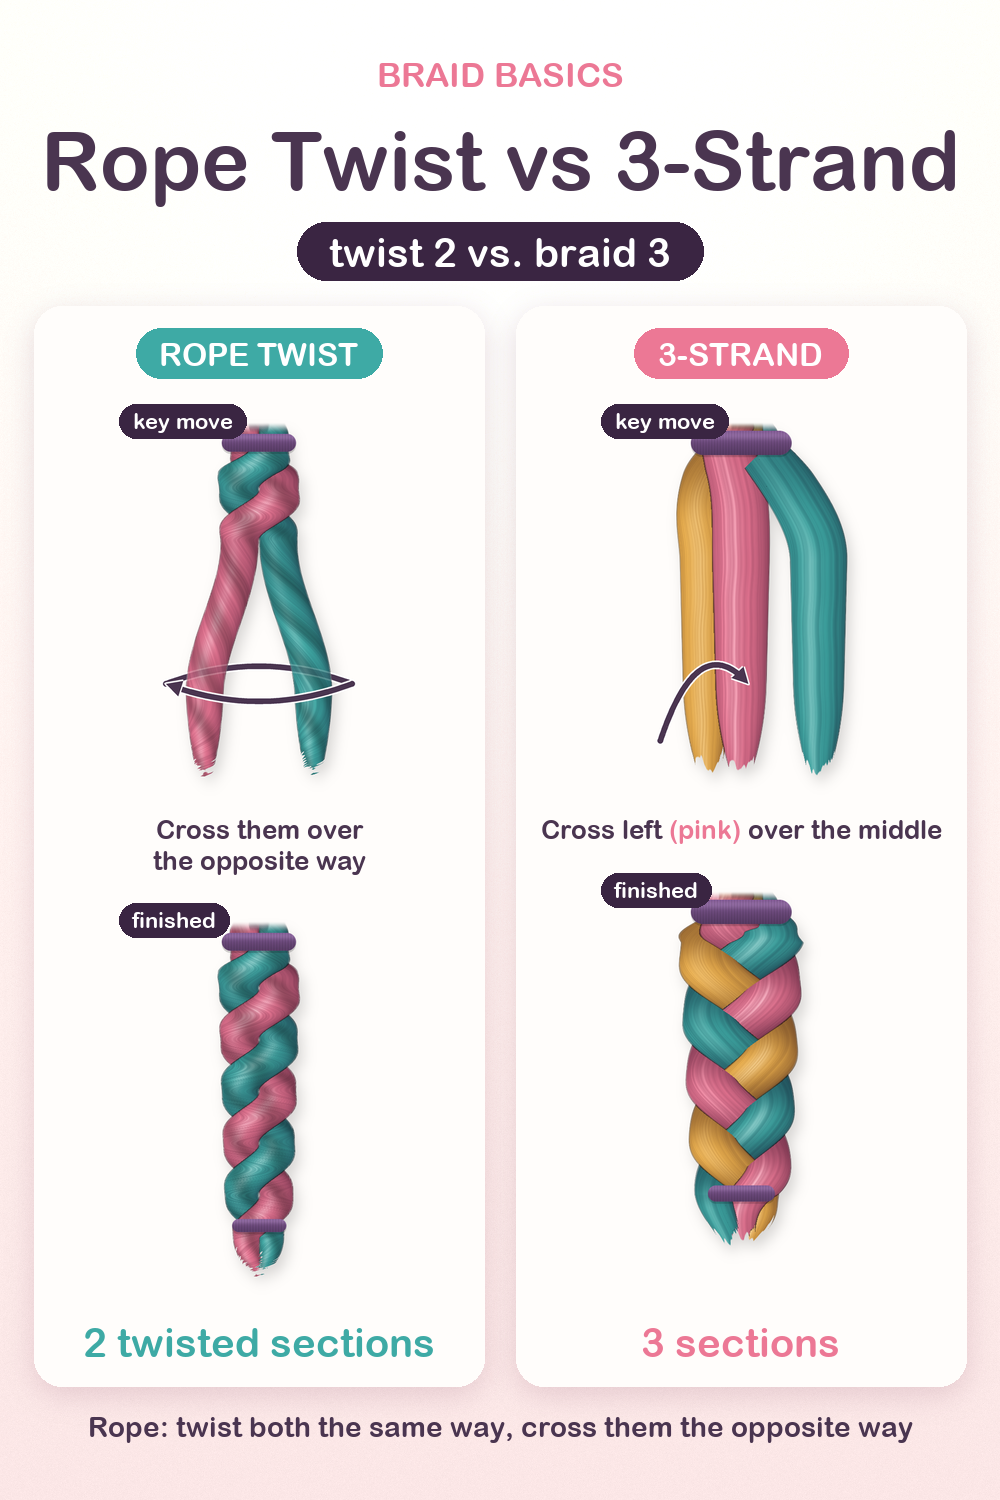 BRAID BASICS
Rope Twist vs 3-Strand
twist 2 vs. braid 3
ROPE TWIST
key move
Cross them over
the opposite way
finished
2 twisted sections
3-STRAND
key move
Cross left (pink) over the middle
finished
3 sections
Rope: twist both the same way, cross them the opposite way